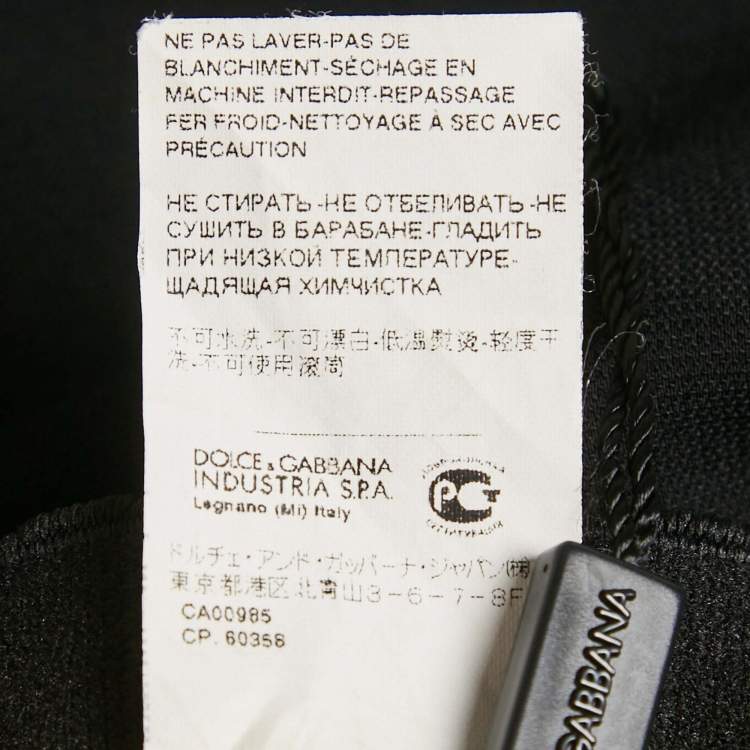 NE PAS LAVER-PAS DE
BLANCHIMENT-SÉCHAGE EN
MACHINE INTERDIT-REPASSAGE
FER FROID-NETTOYAGE À SEC AVEC
PRÉCAUTION
НЕ СТИРАТЬ-НЕ ОТБЕЛИВАТЬ-НЕ
СУШИТЬ В БАРАБАНЕ-ГЛАДИТЬ
ПРИ НИЗКОЙ ТЕМПЕРАТУРЕ-
ЩАДЯЩАЯ ХИМЧИСТКА
不可水洗-不可漂白-低溫熨燙-轻度干
洗-不可使用滚筒
DOLCE & GABBANA
INDUSTRIA S.P.A.
Legnano (Mi) Italy
РСТ
ドルチェ・アンド・ガッバーナ・ジャパン(株)
東京都港区北青山3-6-7-8F
CA00985
CP. 60358
GABBANA